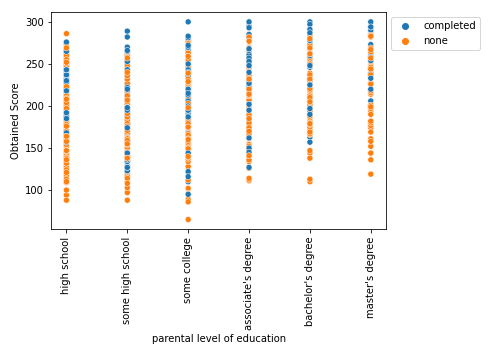 completed
none
300
250
200
150
100
Obtained Score
high school
some high school
some college
associate's degree
bachelor's degree
master's degree
parental level of education